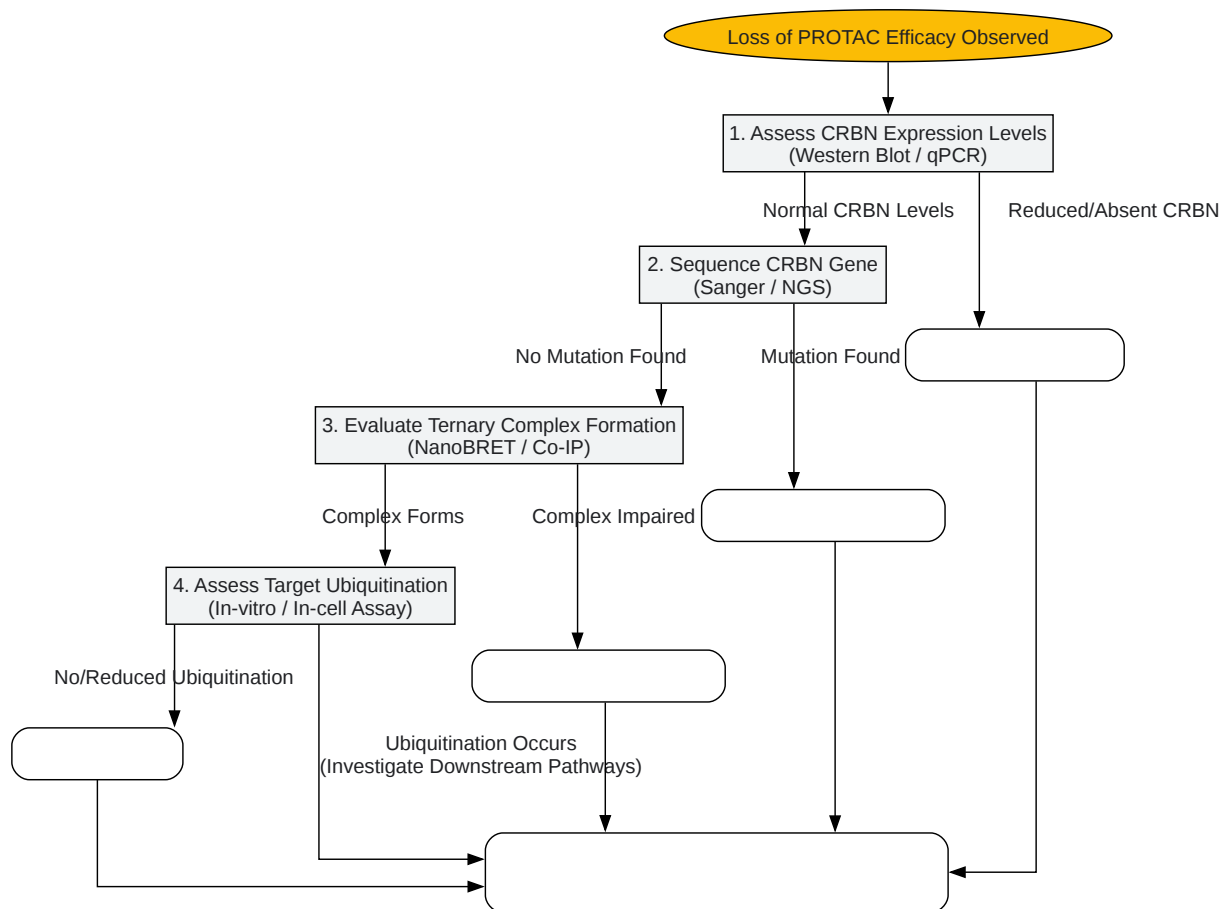 Loss of PROTAC Efficacy Observed
1. Assess CRBN Expression Levels
(Western Blot / qPCR)
Normal CRBN Levels
Reduced/Absent CRBN
2. Sequence CRBN Gene
(Sanger / NGS)
No Mutation Found
Mutation Found
3. Evaluate Ternary Complex Formation
(NanoBRET / Co-IP)
Complex Forms
Complex Impaired
4. Assess Target Ubiquitination
(In-vitro / In-cell Assay)
No/Reduced Ubiquitination
Ubiquitination Occurs
(Investigate Downstream Pathways)